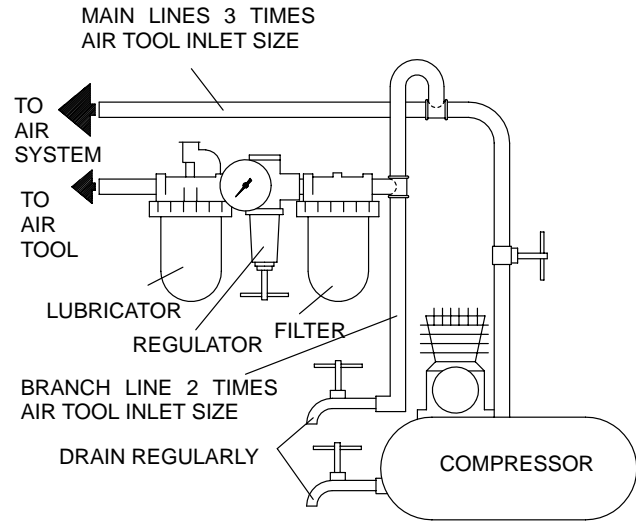 MAIN LINES 3 TIMES
AIR TOOL INLET SIZE
TO
AIR
SYSTEM
TO
AIR
TOOL
LUBRICATOR
REGULATOR
FILTER
BRANCH LINE 2 TIMES
AIR TOOL INLET SIZE
DRAIN REGULARLY
COMPRESSOR